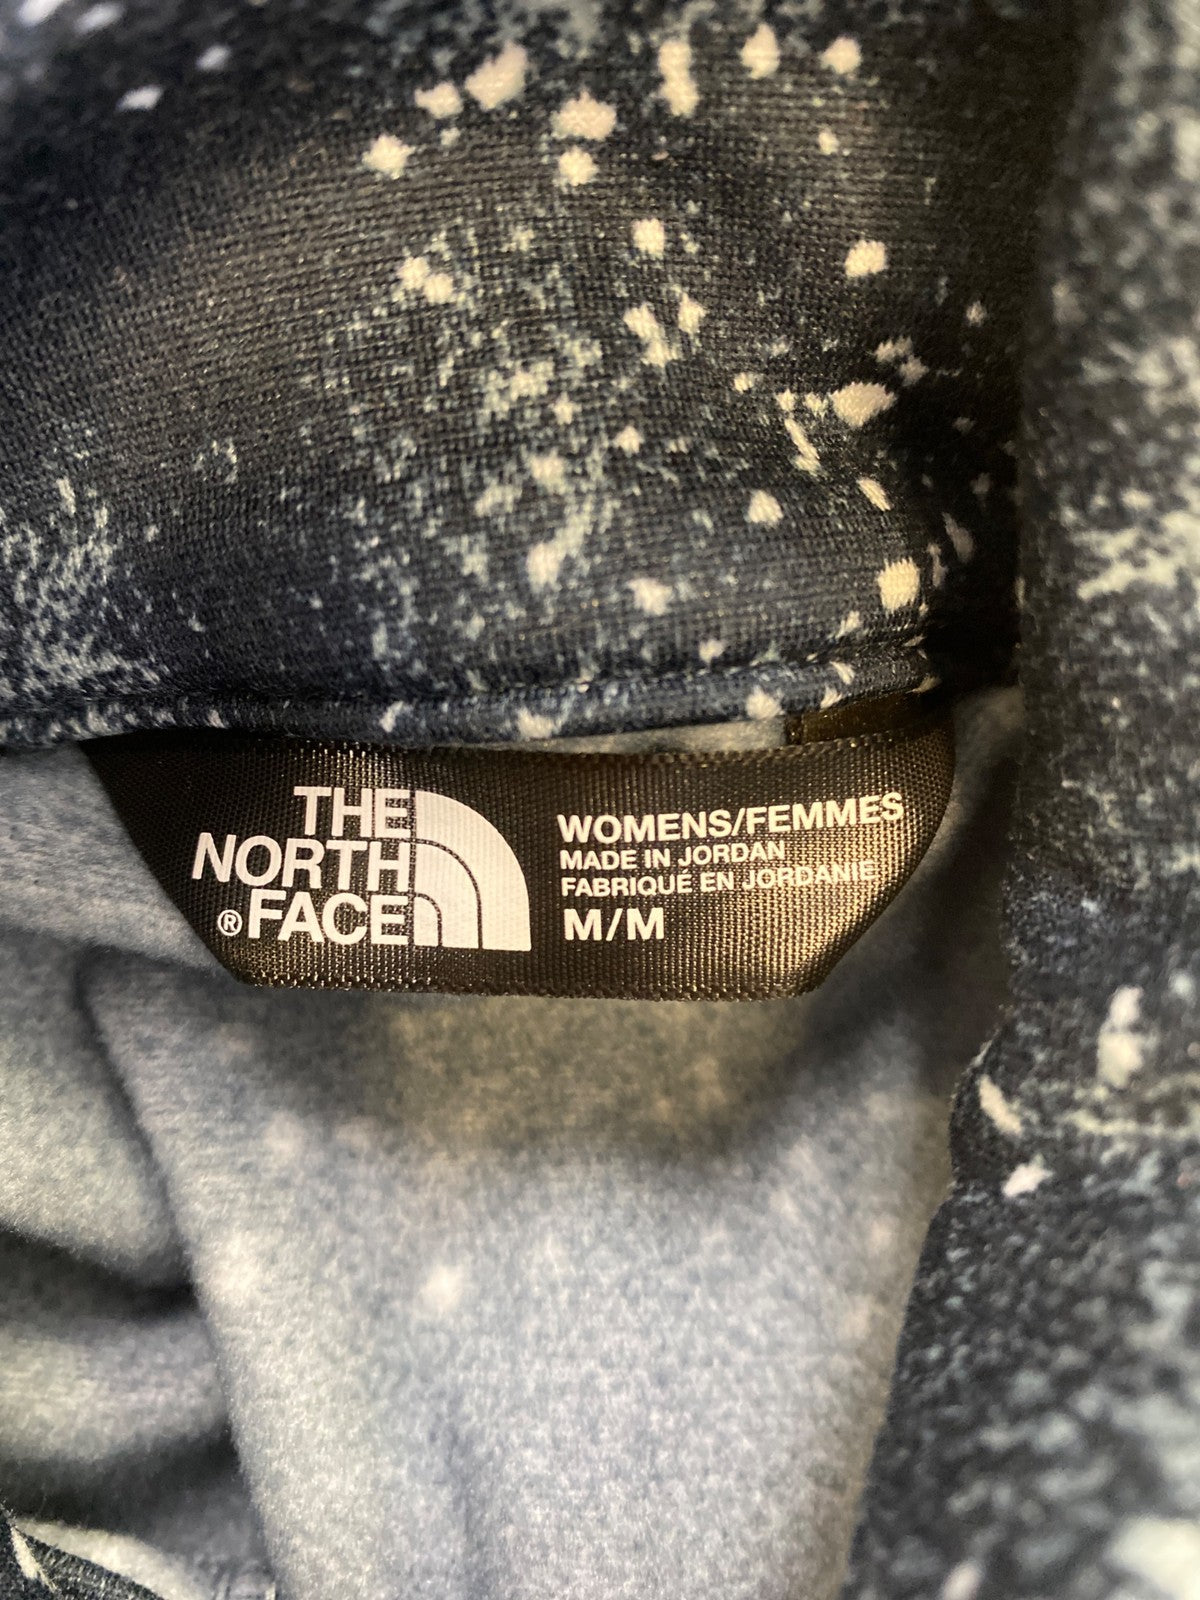 THE
NORTH
® FACE
WOMENS/FEMMES
MADE IN JORDAN
FABRIQUÉ EN JORDANIE
M/M